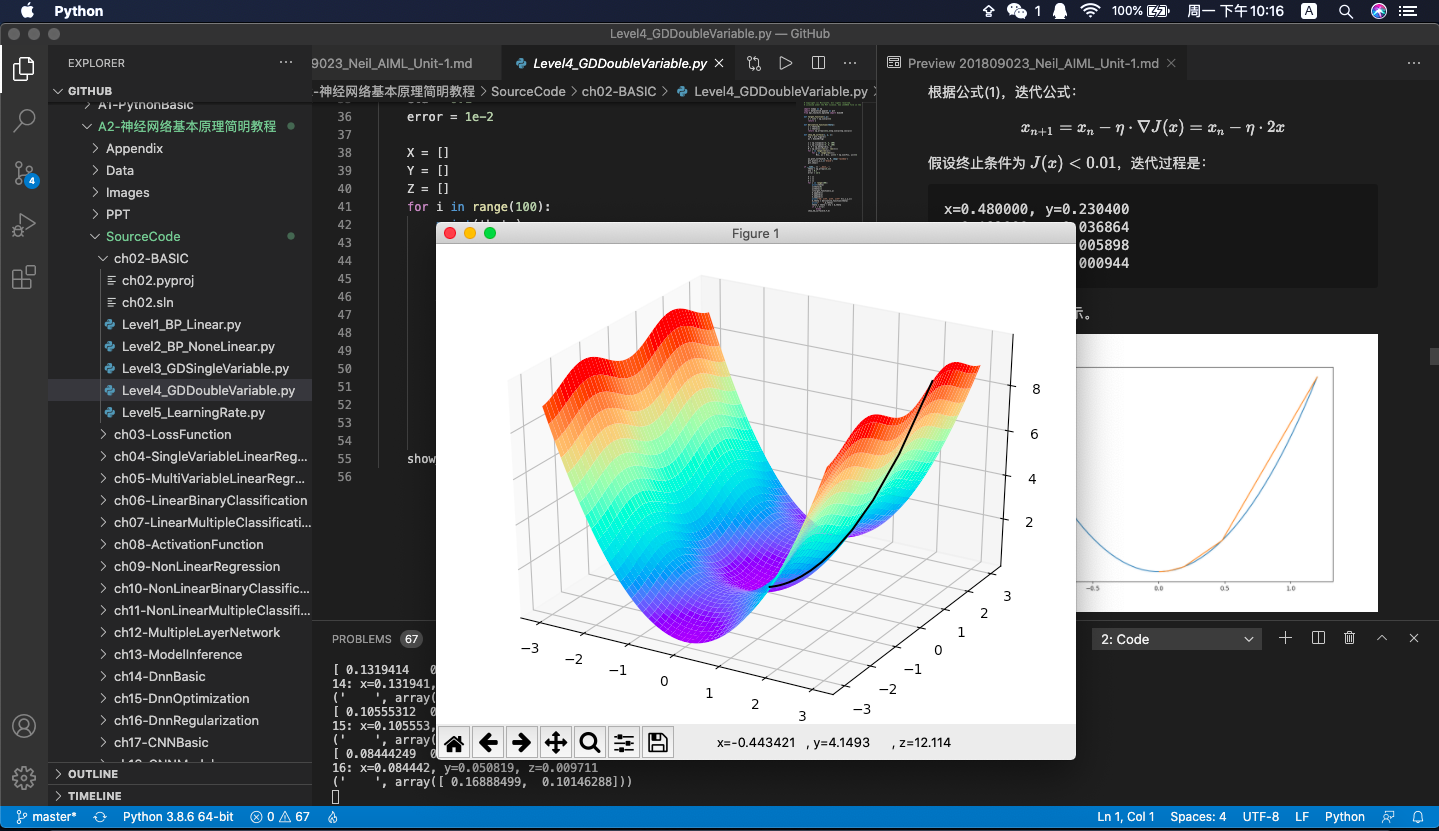 Python
1
100%
周一 下午10:16
A
Level4_GDDoubleVariable.py — GitHub
EXPLORER
GITHUB
A1-PythonBasic
A2-神经网络基本原理简明教程
Appendix
Data
Images
PPT
SourceCode
ch02-BASIC
ch02.pyproj
ch02.sln
Level1_BP_Linear.py
Level2_BP_NoneLinear.py
Level3_GDSingleVariable.py
Level4_GDDoubleVariable.py
Level5_LearningRate.py
ch03-LossFunction
ch04-SingleVariableLinearReg...
ch05-MultiVariableLinearRegr...
ch06-LinearBinaryClassification
ch07-LinearMultipleClassificati...
ch08-ActivationFunction
ch09-NonLinearRegression
ch10-NonLinearBinaryClassific...
ch11-NonLinearMultipleClassifi...
ch12-MultipleLayerNetwork
ch13-ModelInference
ch14-DnnBasic
ch15-DnnOptimization
ch16-DnnRegularization
ch17-CNNBasic
OUTLINE
TIMELINE
4
9023_Neil_AIML_Unit-1.md
Level4_GDDoubleVariable.py
-神经网络基本原理简明教程 > SourceCode > ch02-BASIC > Level4_GDDoubleVariable.py
36 error = 1e-2
37
38 X = []
39 Y = []
40 Z = []
41 for i in range(100):
42
43
44
45
46
47
48
49
50
51
52
53
54
55 show
56
Preview 201809023_Neil_AIML_Unit-1.md
根据公式(1)，迭代公式：
xₙ₊₁ = xₙ − η · ∇J(x) = xₙ − η · 2x
假设终止条件为 J(x) < 0.01，迭代过程是：
x=0.480000, y=0.230400
036864
005898
000944
示。
−0.5 0.0 0.5 1.0
Figure 1
8
6
4
2
−3 −2 −1 0 1 2 3
−3 −2 −1 0 1 2 3
x=-0.443421 , y=4.1493 , z=12.114
PROBLEMS 67
2: Code
[ 0.1319414 0
14: x=0.131941,
(' ', array(
[ 0.10555312 0
15: x=0.105553,
(' ', array(
[ 0.08444249 0
16: x=0.084442, y=0.050819, z=0.009711
(' ', array([ 0.16888499, 0.10146288]))
master*
Python 3.8.6 64-bit
0
67
Ln 1, Col 1
Spaces: 4
UTF-8
LF
Python